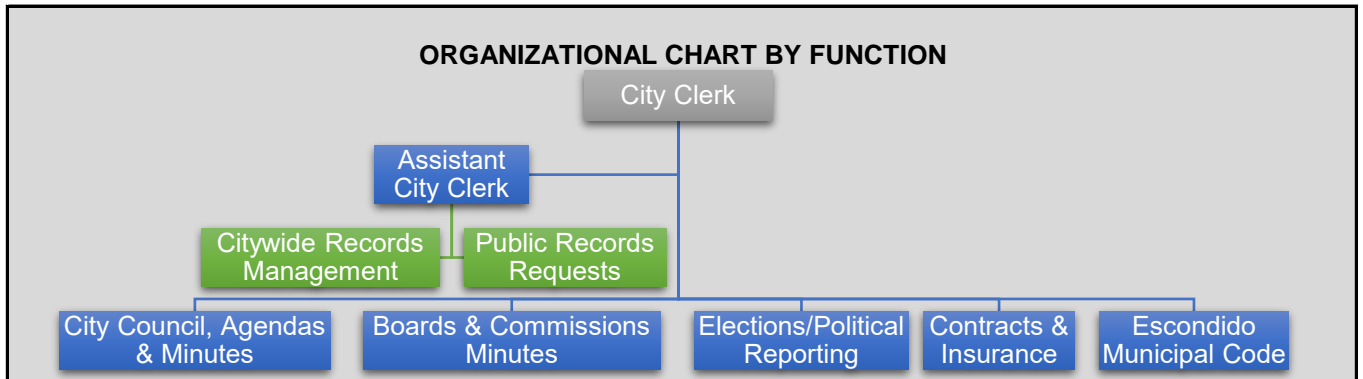 ORGANIZATIONAL CHART BY FUNCTION
City Clerk
Assistant
City Clerk
Citywide Records
Management
Public Records
Requests
City Council, Agendas
& Minutes
Boards & Commissions
Minutes
Elections/Political
Reporting
Contracts &
Insurance
Escondido
Municipal Code